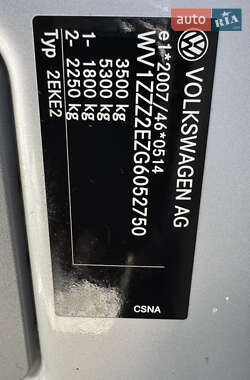 RIA.com
VOLKSWAGEN AG
e1*2007/46*0514
WV1ZZZ2EZG6052750
3500 kg
5300 kg
1- 1800 kg
2- 2250 kg
Typ 2EKE2
CSNA